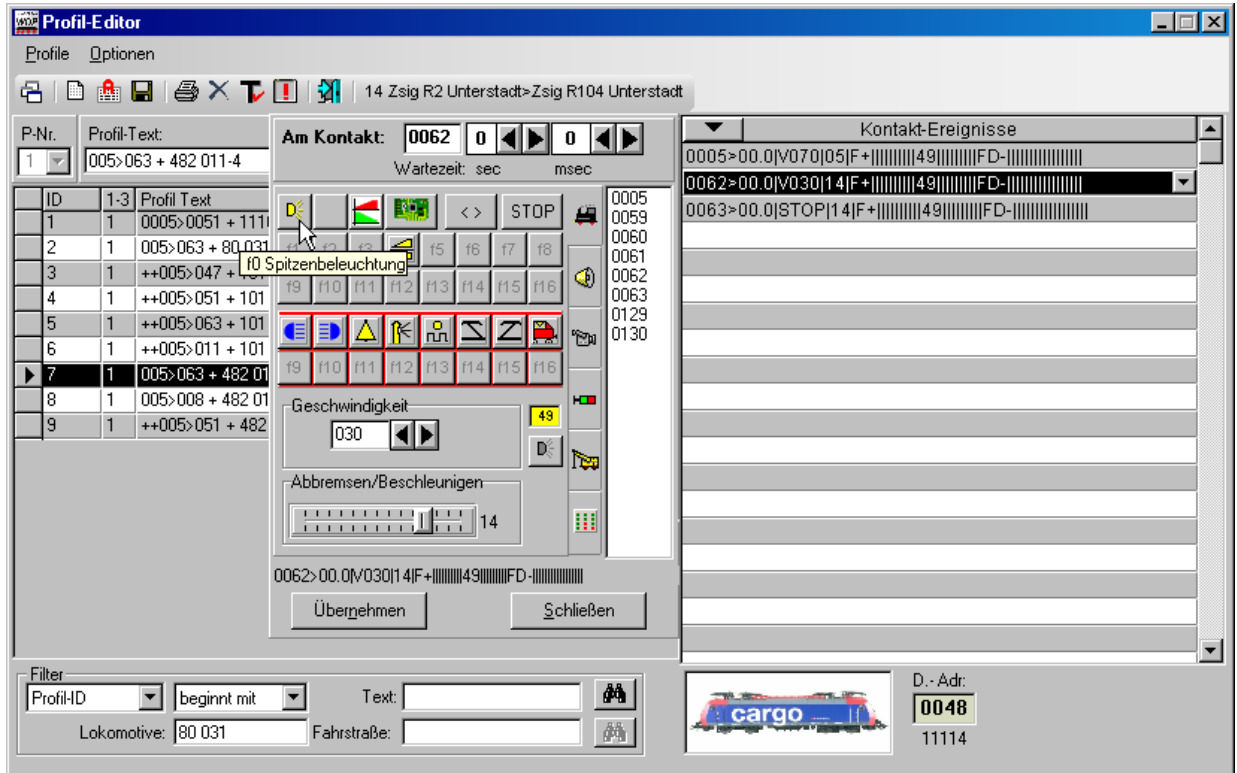 Profil-Editor
Profile Optionen
14 Zsig R2 Unterstadt>Zsig R104 Unterstadt
P-Nr. Profil-Text:
1 005>063 + 482 011-4
Am Kontakt: 0062 0 0
Wartezeit: sec msec
Kontakt-Ereignisse
0005>00.0|V070|05|F+||||||||||49|||||||||FD-||||||||||||||||
0062>00.0|V030|14|F+||||||||||49|||||||||FD-||||||||||||||||
0063>00.0|STOP|14|F+||||||||||49|||||||||FD-||||||||||||||||
ID 1-3 Profil Text
1 1 0005>0051 + 111
2 1 005>063 + 80 031
3 1 ++005>047 + 101
4 1 ++005>051 + 101
5 1 ++005>063 + 101
6 1 ++005>011 + 101
7 1 005>063 + 482 01
8 1 005>008 + 482 01
9 1 ++005>051 + 482
< > STOP
f5 f6 f7 f8
f0 Spitzenbeleuchtung
f9 f10 f11 f12 f13 f14 f15 f16
f9 f10 f11 f12 f13 f14 f15 f16
0005
0059
0060
0061
0062
0063
0129
0130
Geschwindigkeit
030
49
Abbremsen/Beschleunigen
14
0062>00.0|V030|14|F+||||||||||49|||||||||FD-||||||||||||||||
Übernehmen Schließen
Filter
Profil-ID beginnt mit Text:
Lokomotive: 80 031 Fahrstraße:
cargo
D.- Adr:
0048
11114